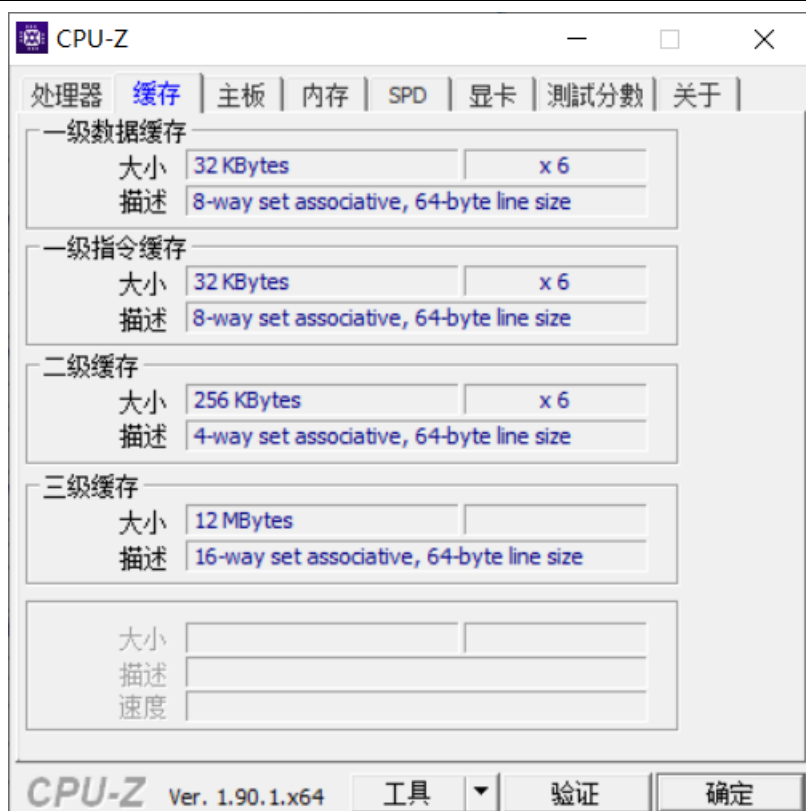 CPU-Z
处理器 缓存 主板 内存 SPD 显卡 測試分數 关于
一级数据缓存
大小 32 KBytes x 6
描述 8-way set associative, 64-byte line size
一级指令缓存
大小 32 KBytes x 6
描述 8-way set associative, 64-byte line size
二级缓存
大小 256 KBytes x 6
描述 4-way set associative, 64-byte line size
三级缓存
大小 12 MBytes
描述 16-way set associative, 64-byte line size
大小
描述
速度
CPU-Z Ver. 1.90.1.x64 工具 验证 确定